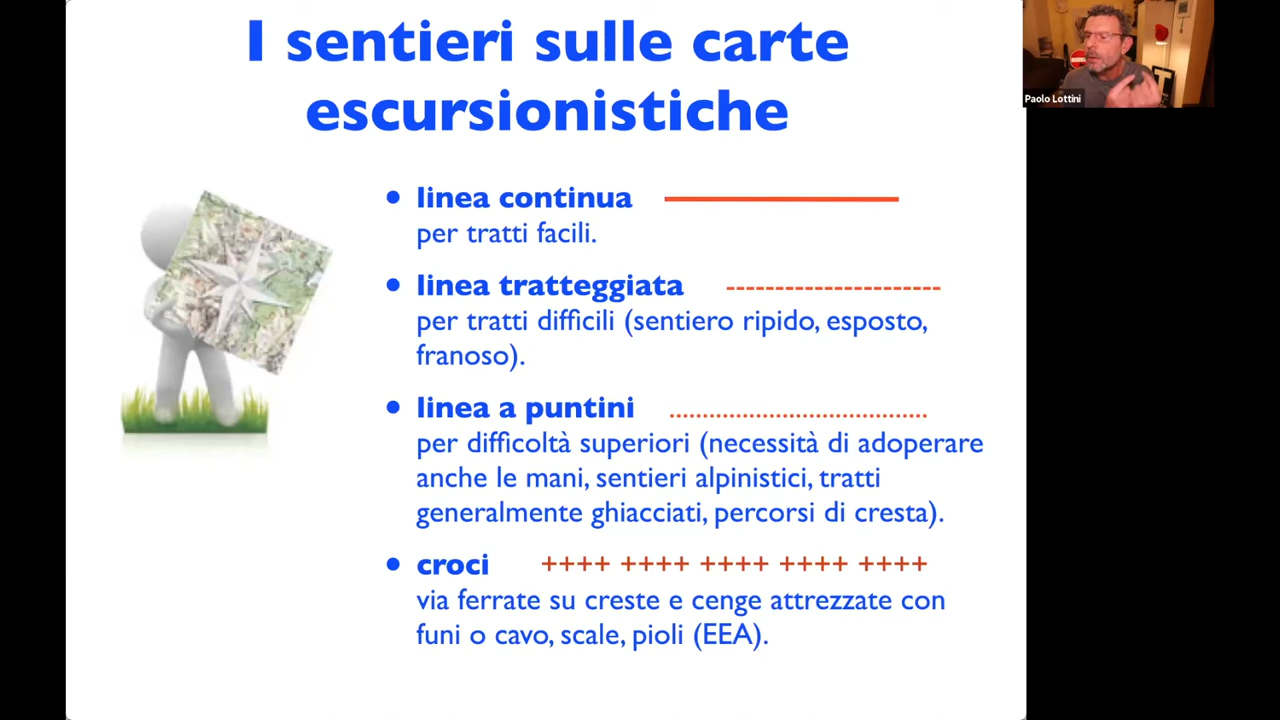 I sentieri sulle carte
escursionistiche
• linea continua
per tratti facili.
• linea tratteggiata ----------------------
per tratti difficili (sentiero ripido, esposto,
franoso).
• linea a puntini .......................................
per difficoltà superiori (necessità di adoperare
anche le mani, sentieri alpinistici, tratti
generalmente ghiacciati, percorsi di cresta).
• croci ++++ ++++ ++++ ++++ ++++
via ferrate su creste e cenge attrezzate con
funi o cavo, scale, pioli (EEA).
Paolo Lottini